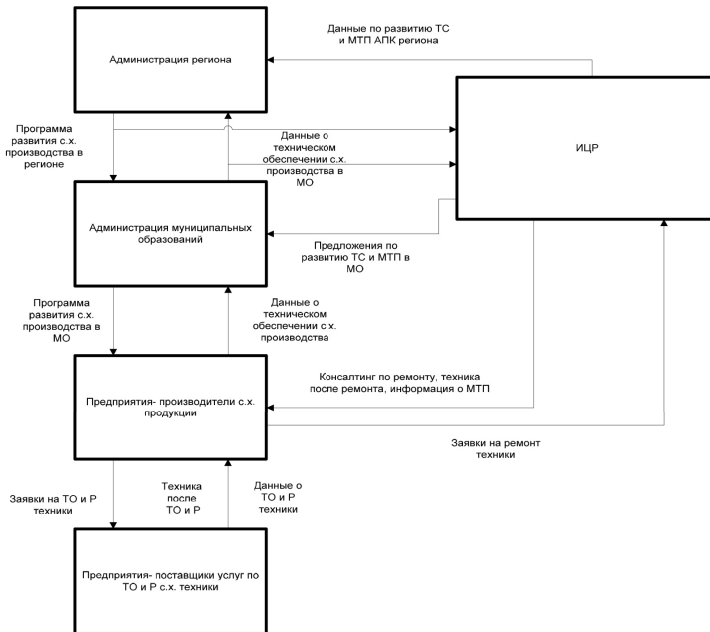 Данные по развитию ТС
и МТП АПК региона
Администрация региона
ИЦР
Программа
развития с.х.
производства в
регионе
Данные о
техническом
обеспечении с.х.
производства в
МО
Администрация муниципальных
образований
Предложения по
развитию ТС и МТП в
МО
Программа
развития с.х.
производства в
МО
Данные о
техническом
обеспечении с.х.
производства
Предприятия- производители с.х.
продукции
Консалтинг по ремонту, техника
после ремонта, информация о МТП
Заявки на ремонт
техники
Заявки на ТО и Р
техники
Техника
после
ТО и Р
Данные о
ТО и Р
техники
Предприятия- поставщики услуг по
ТО и Р с.х. техники